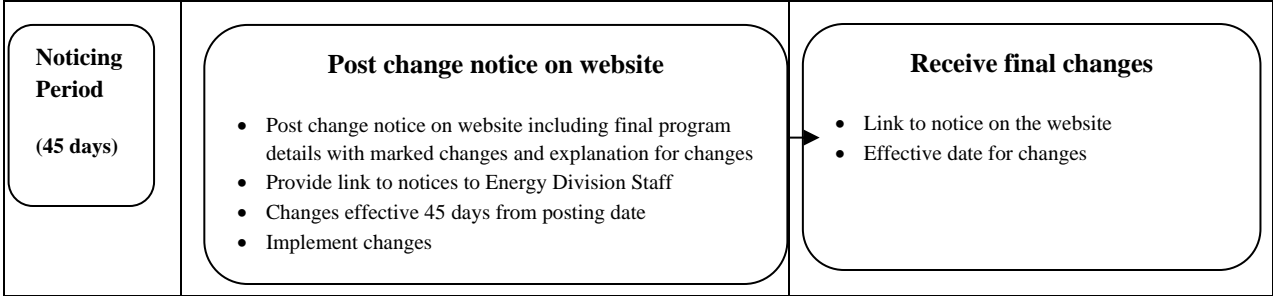 Noticing
Period
(45 days)
Post change notice on website
• Post change notice on website including final program
details with marked changes and explanation for changes
• Provide link to notices to Energy Division Staff
• Changes effective 45 days from posting date
• Implement changes
Receive final changes
• Link to notice on the website
• Effective date for changes